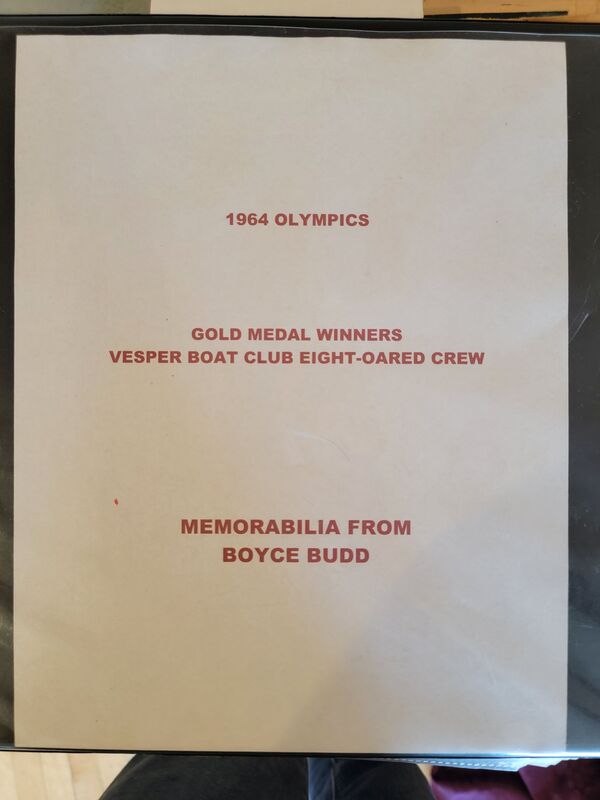 1964 OLYMPICS
GOLD MEDAL WINNERS
VESPER BOAT CLUB EIGHT-OARED CREW
MEMORABILIA FROM
BOYCE BUDD